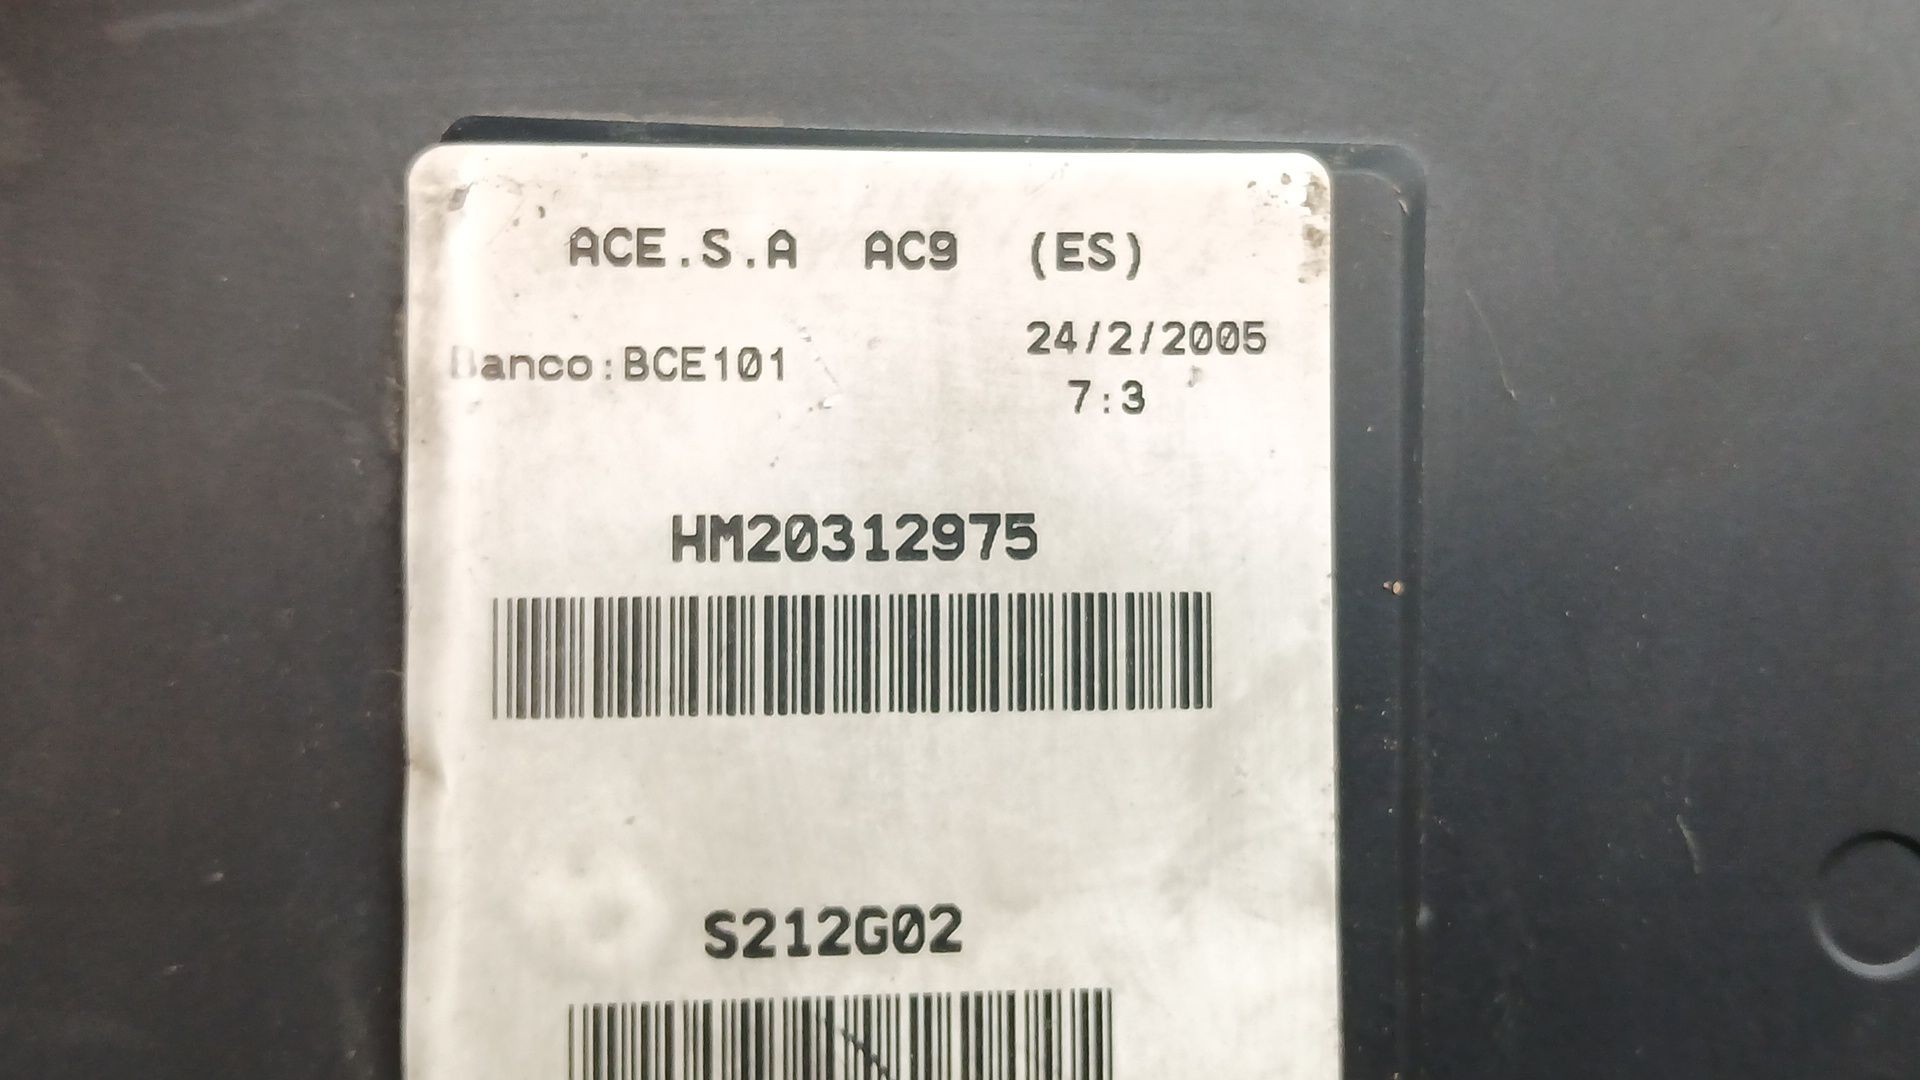 ACE.S.A AC9 (ES)
Banco:BCE101
24/2/2005
7:3
HM20312975
S212G02